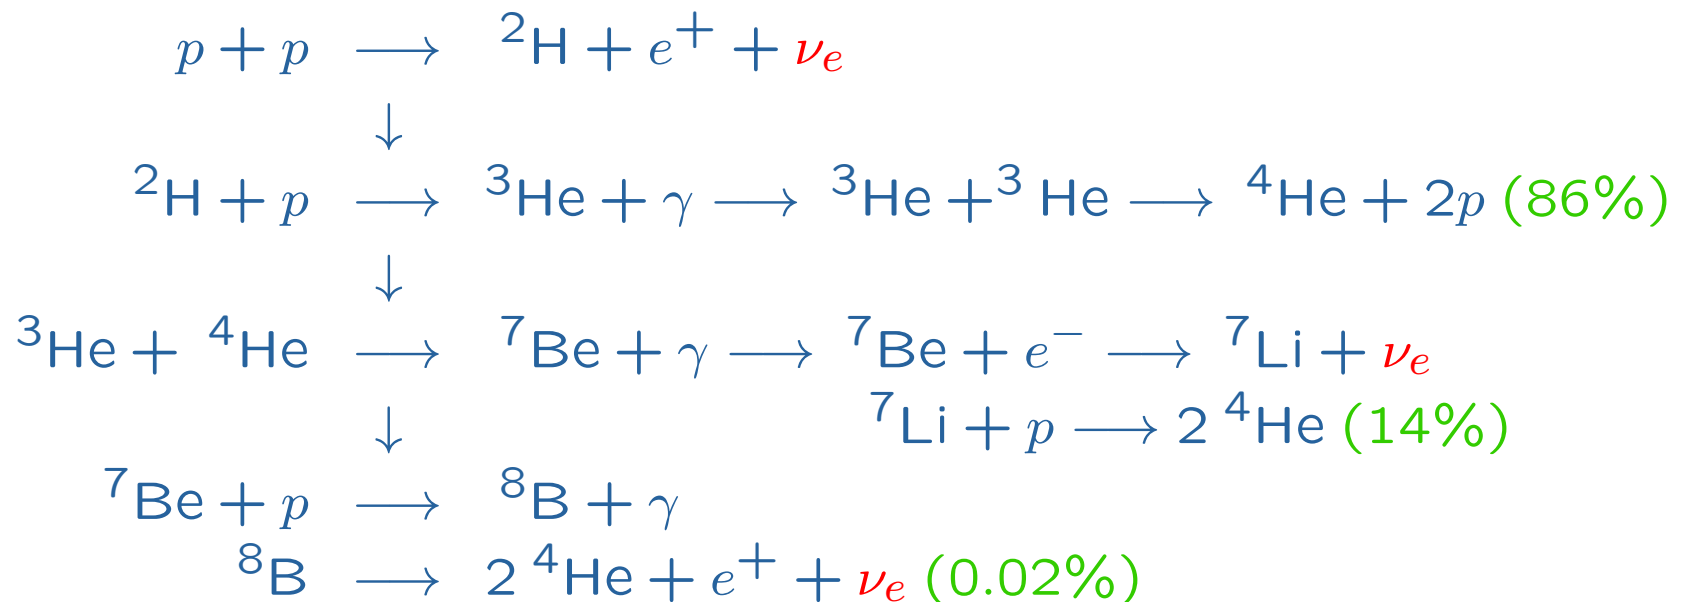 p + p ⟶ ²H + e⁺ + νₑ
↓
²H + p ⟶ ³He + γ ⟶ ³He +³ He ⟶ ⁴He + 2p (86%)
↓
³He + ⁴He ⟶ ⁷Be + γ ⟶ ⁷Be + e⁻ ⟶ ⁷Li + νₑ
↓ ⁷Li + p ⟶ 2 ⁴He (14%)
⁷Be + p ⟶ ⁸B + γ
⁸B ⟶ 2 ⁴He + e⁺ + νₑ (0.02%)